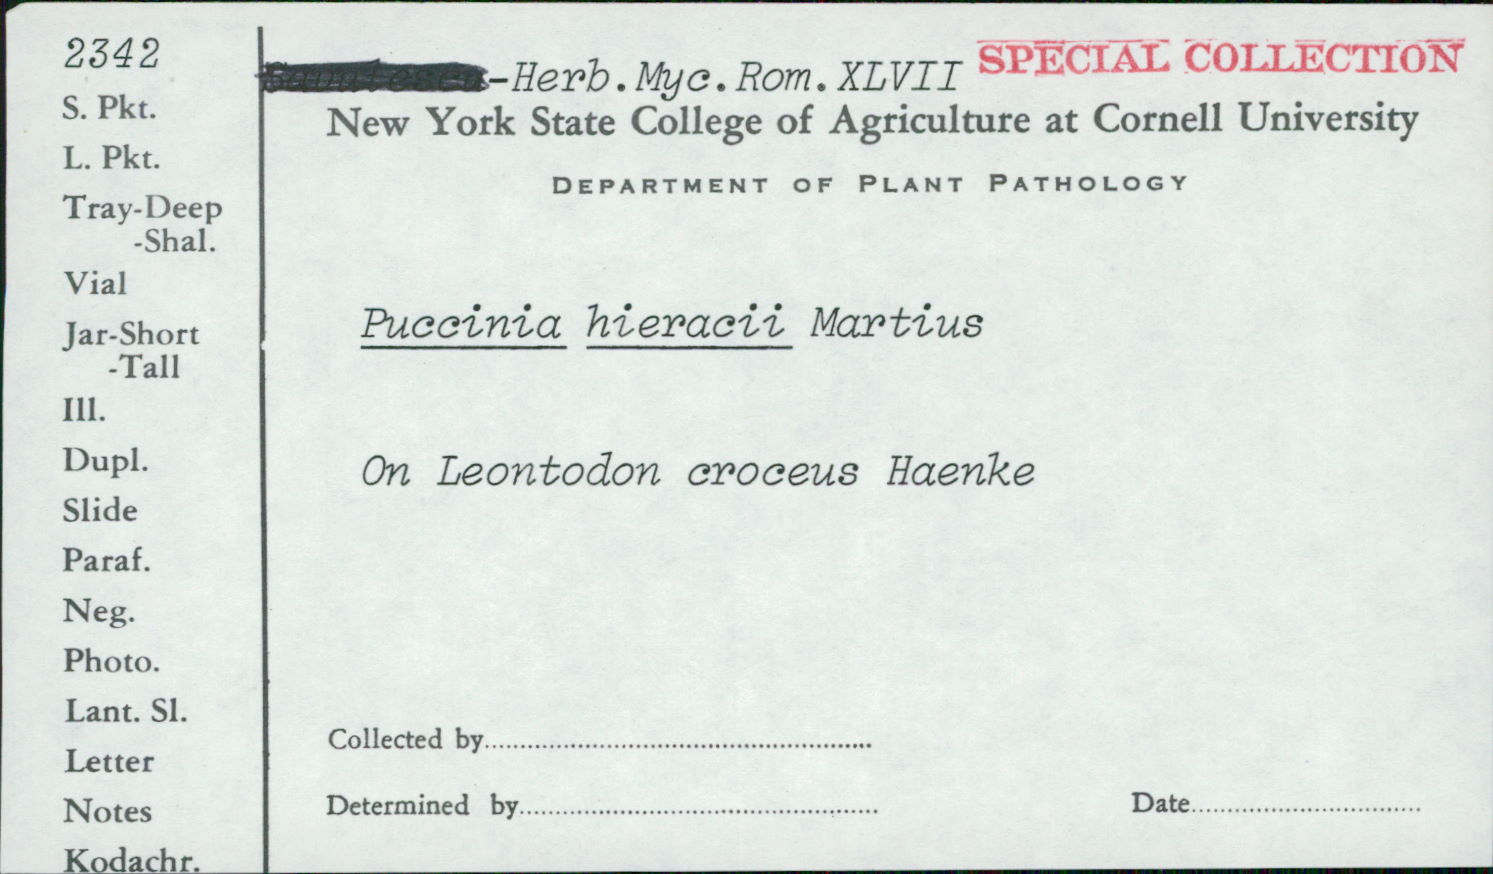 2342
S. Pkt.
L. Pkt.
Tray-Deep
-Shal.
Vial
Jar-Short
-Tall
Ill.
Dupl.
Slide
Paraf.
Neg.
Photo.
Lant. Sl.
Letter
Notes
Kodachr.
-Herb.Myc.Rom.XLVII
SPECIAL COLLECTION
New York State College of Agriculture at Cornell University
DEPARTMENT OF PLANT PATHOLOGY
Puccinia hieracii Martius
On Leontodon croceus Haenke
Collected by
Determined by
Date